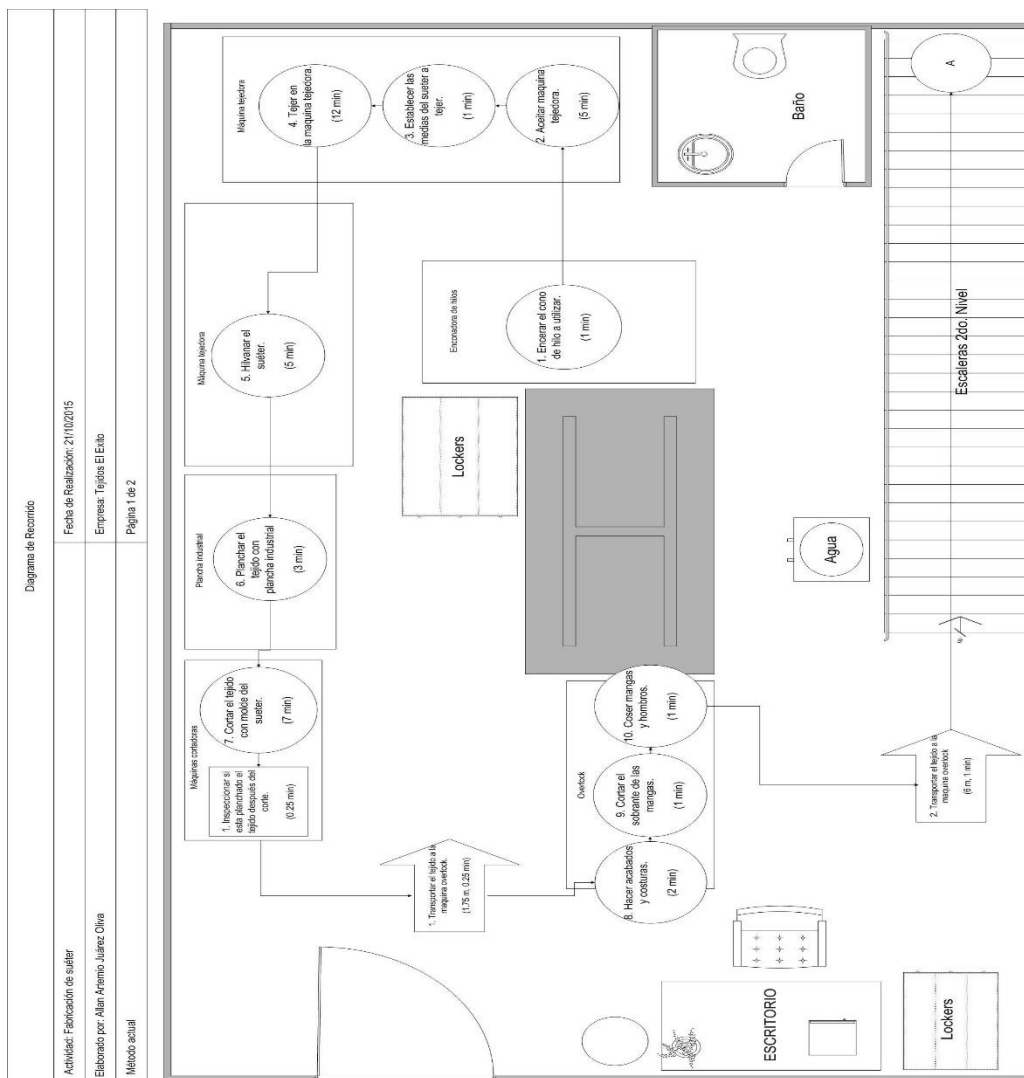 Diagrama de Recorrido
Actividad: Fabricación de suéter
Fecha de Realización: 21/10/2015
Elaborado por: Allan Artemio Juárez Oliva
Empresa: Tejidos El Exito
Método actual
Página 1 de 2
Máquina tejedora
4. Tejer en
la maquina tejedora.
(12 min)
3. Establecer las
medias del sueter a
tejer.
(1 min)
2. Aceitar maquina
tejedora.
(5 min)
Baño
A
Escaleras 2do. Nivel
Máquina tejedora
5. Hilvanar el
suéter.
(5 min)
Enconadora de hilos
1. Encerar el cono
de hilo a utilizar.
(1 min)
Lockers
Plancha industrial
6. Planchar el
tejido con
plancha industrial
(3 min)
Agua
Máquinas cortadoras
7. Cortar el tejido
con molde del
sueter.
(7 min)
1. Inspeccionar si
esta planchado el
tejido después del
corte.
(0.25 min)
1. Transportar el tejido a la
maquina overlock.
(1.75 m, 0.25 min)
Overlock
8. Hacer acabados
y costuras.
(2 min)
9. Cortar el
sobrante de las
mangas.
(1 min)
10. Coser mangas
y hombros.
(1 min)
2. Transportar el tejido a la
maquina overlock
(6 m, 1 min)
ESCRITORIO
Lockers